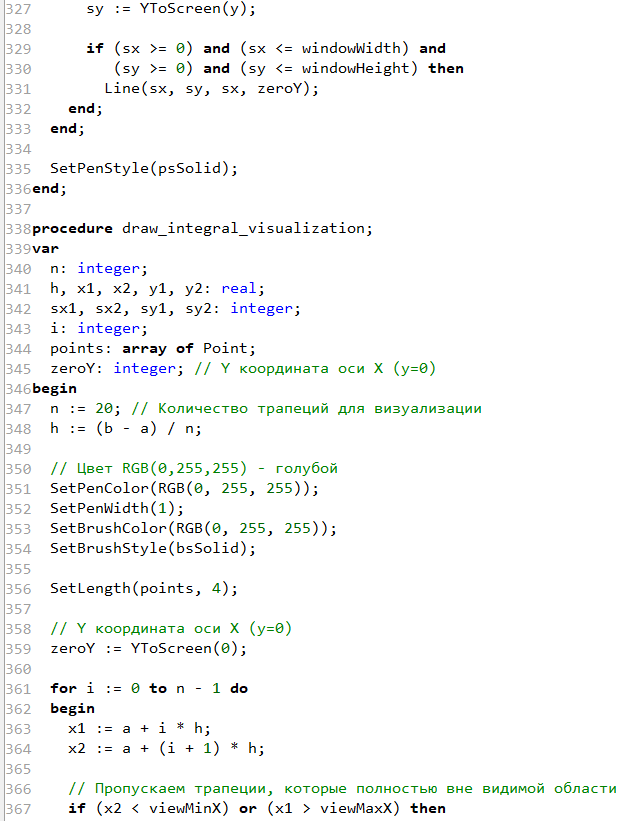 327      sy := YToScreen(y);
328
329      if (sx >= 0) and (sx <= windowWidth) and
330         (sy >= 0) and (sy <= windowHeight) then
331        Line(sx, sy, sx, zeroY);
332    end;
333  end;
334
335  SetPenStyle(psSolid);
336end;
337
338procedure draw_integral_visualization;
339var
340  n: integer;
341  h, x1, x2, y1, y2: real;
342  sx1, sx2, sy1, sy2: integer;
343  i: integer;
344  points: array of Point;
345  zeroY: integer; // Y координата оси X (y=0)
346begin
347  n := 20; // Количество трапеций для визуализации
348  h := (b - a) / n;
349
350  // Цвет RGB(0,255,255) - голубой
351  SetPenColor(RGB(0, 255, 255));
352  SetPenWidth(1);
353  SetBrushColor(RGB(0, 255, 255));
354  SetBrushStyle(bsSolid);
355
356  SetLength(points, 4);
357
358  // Y координата оси X (y=0)
359  zeroY := YToScreen(0);
360
361  for i := 0 to n - 1 do
362  begin
363    x1 := a + i * h;
364    x2 := a + (i + 1) * h;
365
366    // Пропускаем трапеции, которые полностью вне видимой области
367    if (x2 < viewMinX) or (x1 > viewMaxX) then